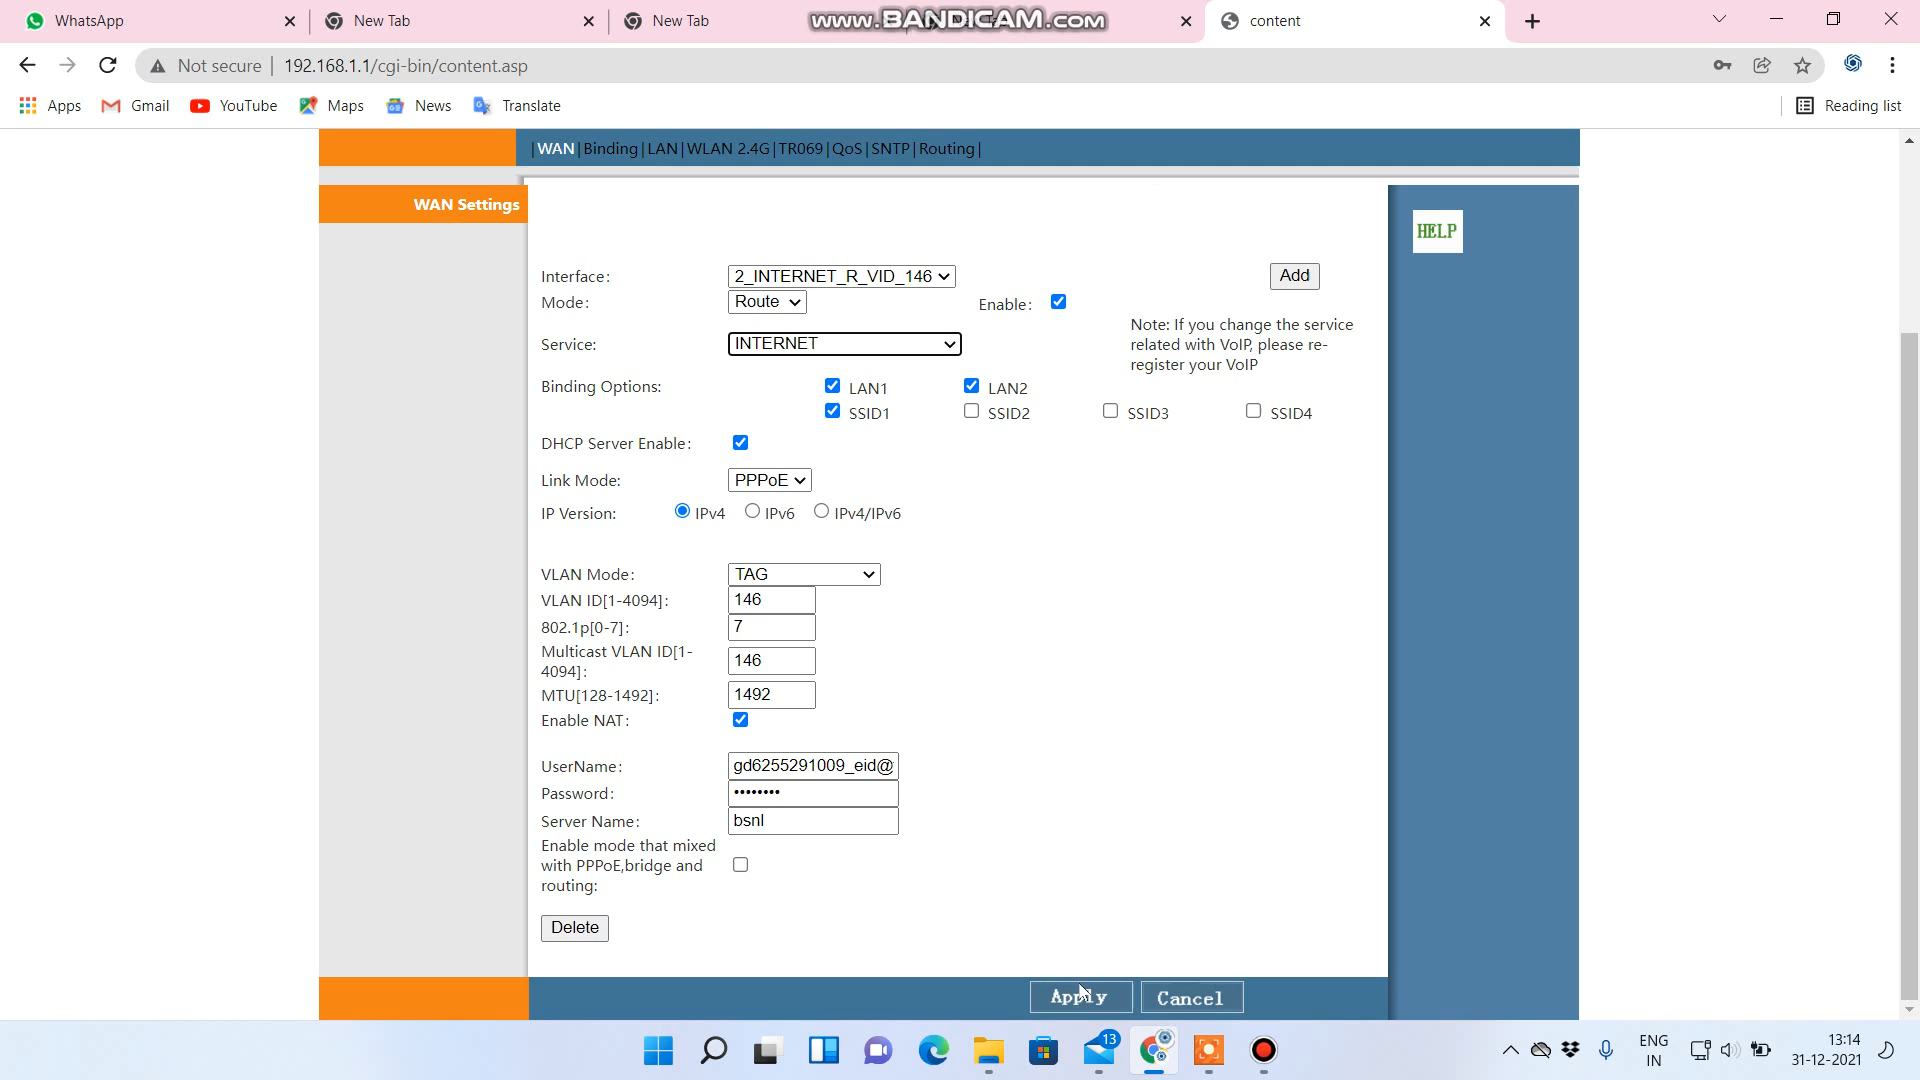 WhatsApp
New Tab
New Tab
www.BANDICAM.com
content
Not secure
192.168.1.1/cgi-bin/content.asp
Apps
Gmail
YouTube
Maps
News
Translate
Reading list
|WAN|Binding|LAN|WLAN 2.4G|TR069|QoS|SNTP|Routing|
WAN Settings
HELP
Interface: 2_INTERNET_R_VID_146 Add
Mode: Route Enable:
Note: If you change the service
related with VoIP, please re-
register your VoIP
Service: INTERNET
Binding Options: LAN1 LAN2
SSID1 SSID2 SSID3 SSID4
DHCP Server Enable:
Link Mode: PPPoE
IP Version: IPv4 IPv6 IPv4/IPv6
VLAN Mode: TAG
VLAN ID[1-4094]: 146
802.1p[0-7]: 7
Multicast VLAN ID[1-
4094]: 146
MTU[128-1492]: 1492
Enable NAT:
UserName: gd6255291009_eid@
Password: ••••••••
Server Name: bsnl
Enable mode that mixed
with PPPoE,bridge and
routing:
Delete
Apply Cancel
13
ENG
IN
13:14
31-12-2021